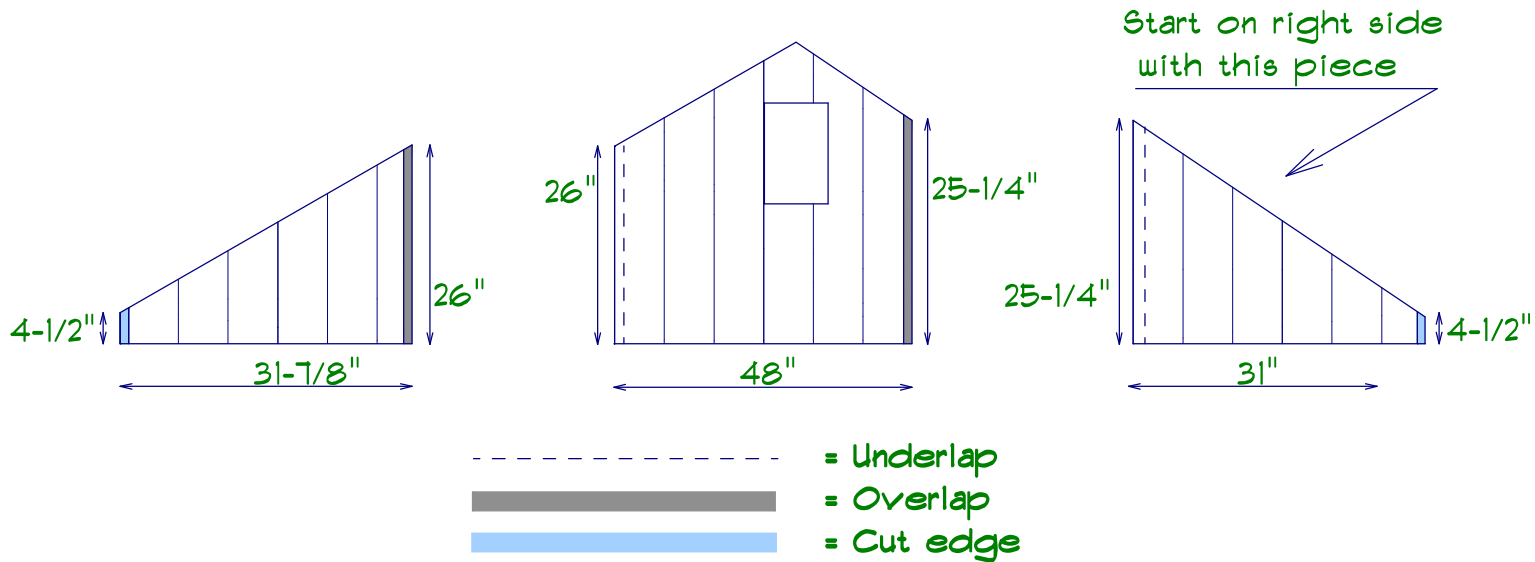 Start on right side
with this piece
4-1/2"
26"
31-7/8"
26"
25-1/4"
48"
25-1/4"
4-1/2"
31"
= Underlap
= Overlap
= Cut edge